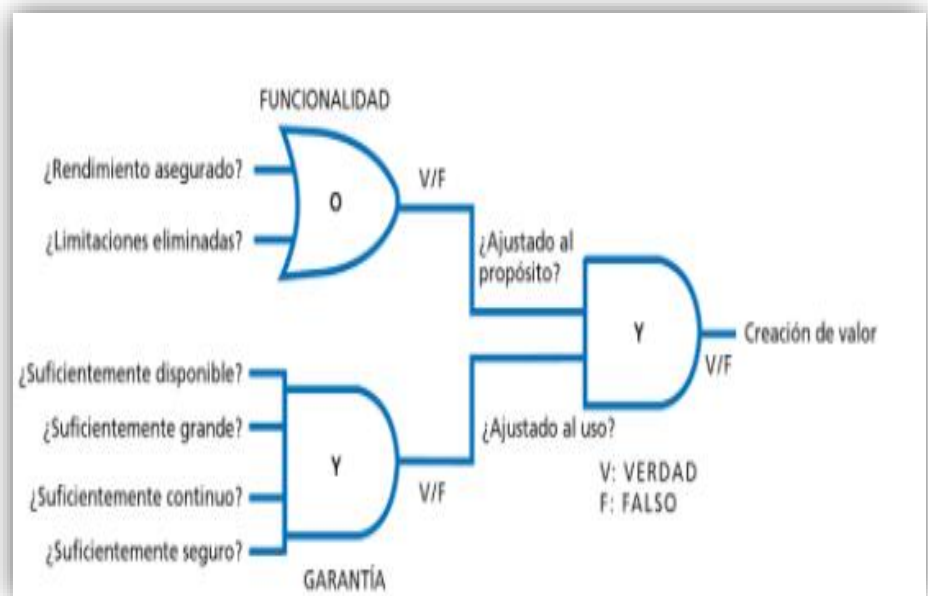 FUNCIONALIDAD
¿Rendimiento asegurado?
O
V/F
¿Limitaciones eliminadas?
¿Ajustado al
propósito?
Y
Creación de valor
V/F
¿Suficientemente disponible?
¿Suficientemente grande?
¿Ajustado al uso?
Y
¿Suficientemente continuo?
V/F
¿Suficientemente seguro?
GARANTÍA
V: VERDAD
F: FALSO